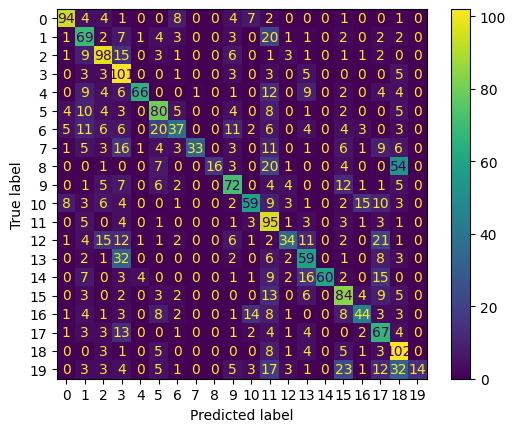 True label
0 94 4 4 1 0 0 8 0 0 4 7 2 0 0 0 1 0 0 1 0
1 1 69 2 7 1 4 3 0 0 3 0 20 1 1 0 2 1 1 2 0
2 1 9 98 15 0 3 1 0 0 6 0 1 3 1 0 1 1 2 0 0
3 0 3 3 101 0 0 1 0 0 3 0 3 0 5 0 0 0 0 5 0
4 0 9 4 6 66 0 0 1 0 1 0 12 0 9 0 2 0 4 4 0
5 4 10 4 3 0 80 5 0 0 4 0 8 0 1 0 2 0 0 5 0
6 5 11 6 6 0 20 37 0 0 11 2 6 0 4 0 4 3 0 3 0
7 1 5 3 16 1 4 3 33 0 3 0 11 0 1 0 6 1 9 6 0
8 0 0 1 0 0 7 0 0 16 3 0 20 1 1 0 4 0 0 54 0
9 0 1 5 7 0 6 2 0 0 72 0 4 4 0 0 12 1 1 5 0
10 8 3 6 4 0 0 1 0 0 2 59 9 3 1 0 2 15 10 3 0
11 0 5 0 4 0 1 0 0 0 1 3 95 1 3 0 3 1 3 1 0
12 1 4 15 12 1 1 2 0 0 6 1 2 34 11 0 2 0 21 1 0
13 0 2 1 32 0 0 1 0 0 2 0 6 2 59 0 1 0 8 3 0
14 0 7 0 3 4 0 0 0 0 1 1 9 2 16 60 2 0 15 0 0
15 0 3 0 2 0 3 2 0 0 0 0 13 0 6 0 84 4 9 5 0
16 1 4 1 3 0 8 2 0 0 1 14 8 1 0 0 8 44 3 3 0
17 1 3 3 13 0 0 1 0 0 1 2 4 1 4 0 0 2 67 4 0
18 0 0 3 1 0 5 0 0 0 0 0 8 1 4 0 5 1 3 102 0
19 0 3 3 4 0 5 1 0 0 5 3 17 3 1 0 23 1 12 32 14
0 1 2 3 4 5 6 7 8 9 10 11 12 13 14 15 16 17 18 19
Predicted label
100
80
60
40
20
0